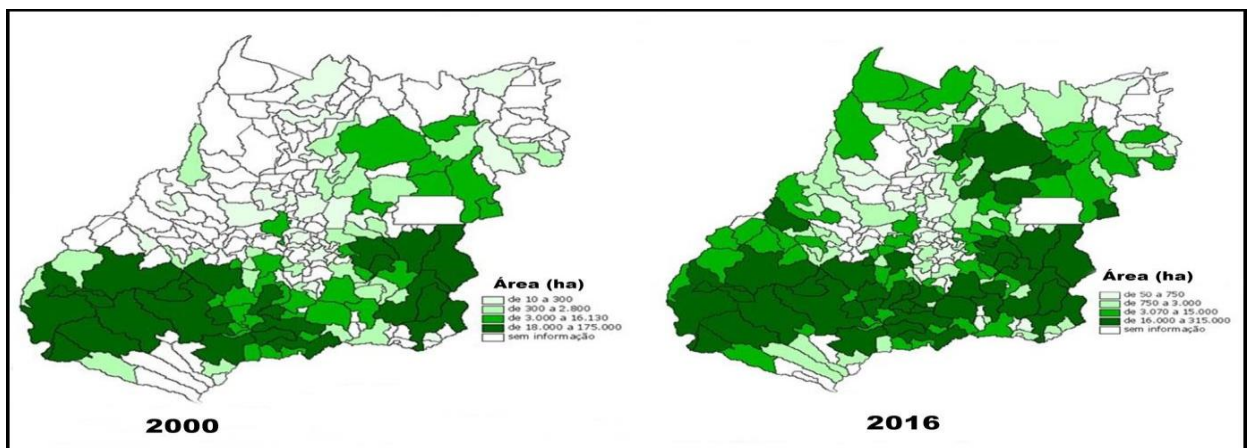 Área (ha)
de 10 a 300
de 300 a 2.800
de 3.000 a 16.130
de 18.000 a 175.000
sem informação
2000
Área (ha)
de 50 a 750
de 750 a 3.000
de 3.070 a 15.000
de 16.000 a 315.000
sem informação
2016